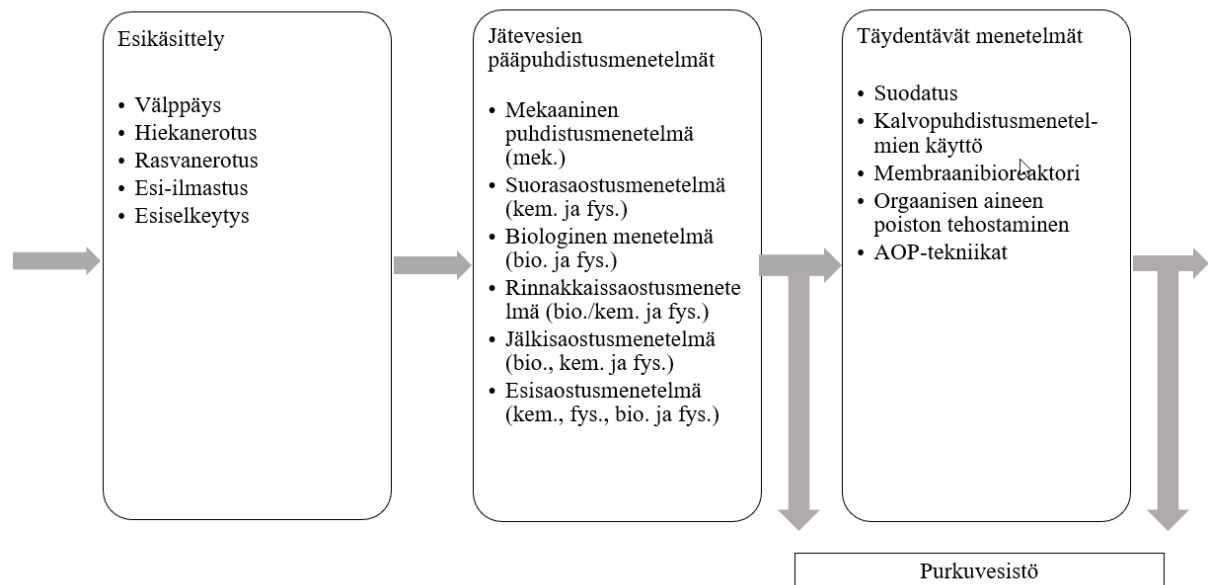 Esikäsittely
• Välppäys
• Hiekanerotus
• Rasvanerotus
• Esi-ilmastus
• Esiselkeytys
Jätevesien
pääpuhdistusmenetelmät
• Mekaaninen
puhdistusmenetelmä
(mek.)
• Suorasaostusmenetelmä
(kem. ja fys.)
• Biologinen menetelmä
(bio. ja fys.)
• Rinnakkaissaostusmenete
lmä (bio./kem. ja fys.)
• Jälkisaostusmenetelmä
(bio., kem. ja fys.)
• Esisaostusmenetelmä
(kem., fys., bio. ja fys.)
Täydentävät menetelmät
• Suodatus
• Kalvopuhdistusmenetel-
mien käyttö
• Membraanibioreaktori
• Orgaanisen aineen
poiston tehostaminen
• AOP-tekniikat
Purkuvesistö